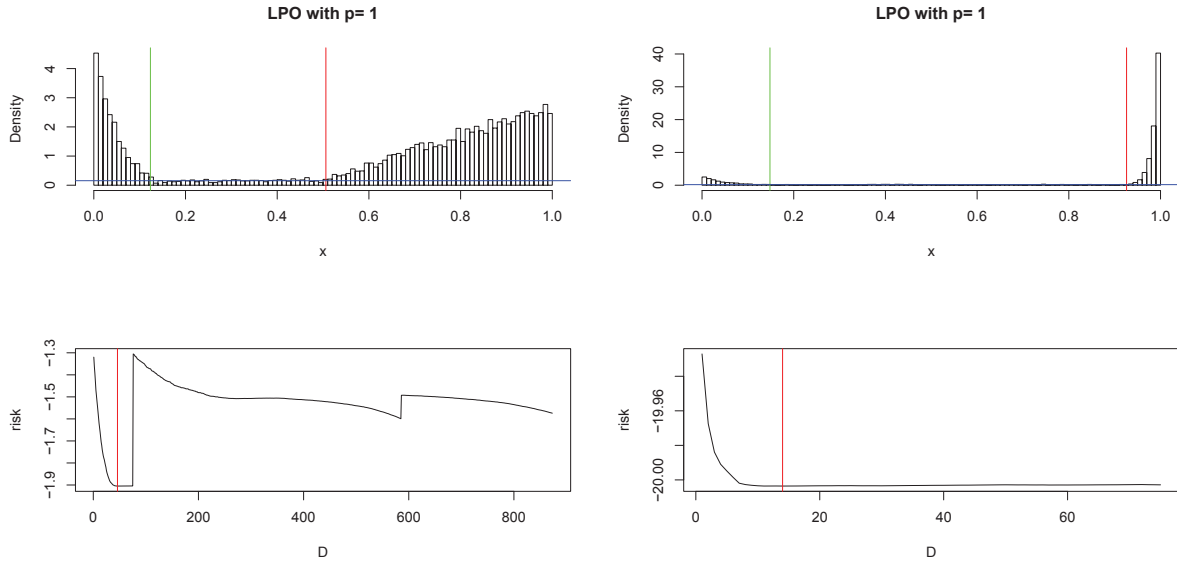 LPO with p= 1
Density
0 1 2 3 4
0.0 0.2 0.4 0.6 0.8 1.0
x
LPO with p= 1
Density
0 10 20 30 40
0.0 0.2 0.4 0.6 0.8 1.0
x
risk
−1.9 −1.7 −1.5 −1.3
0 200 400 600 800
D
risk
−20.00 −19.96
0 20 40 60
D